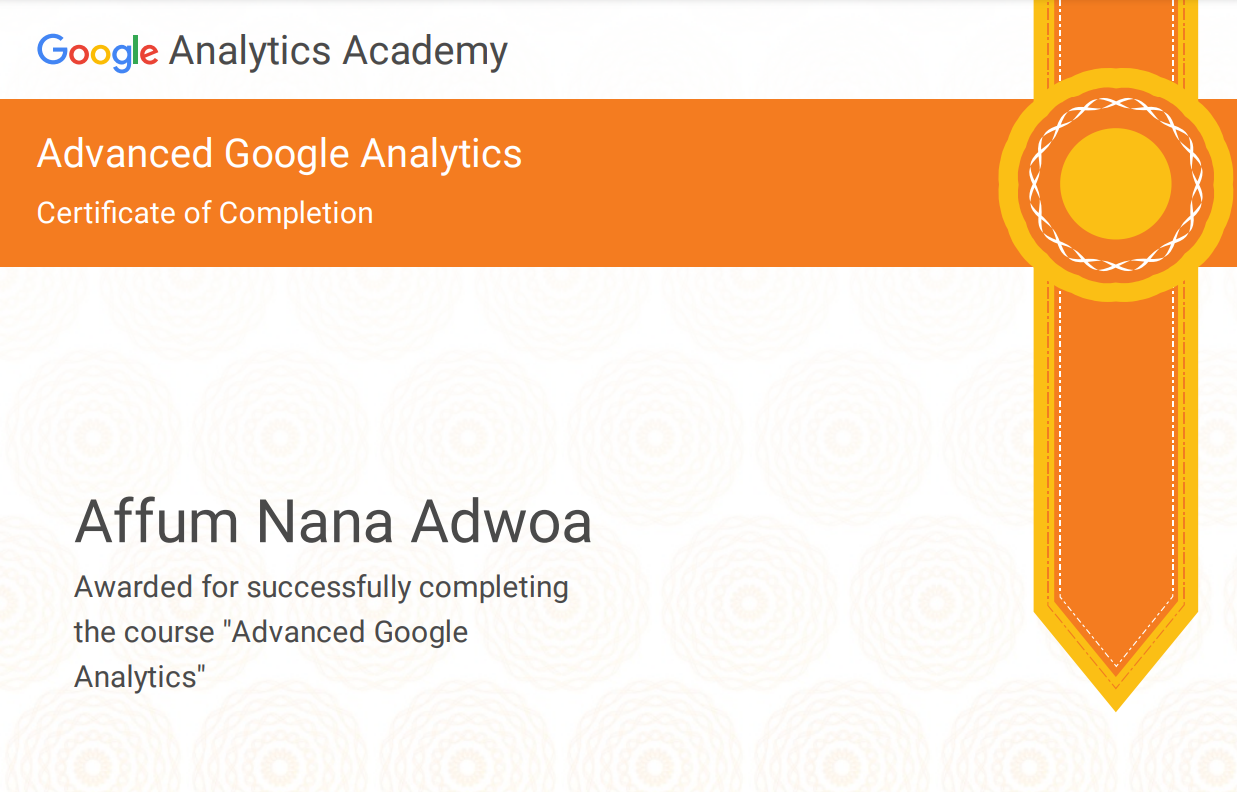 Google Analytics Academy
Advanced Google Analytics
Certificate of Completion
Affum Nana Adwoa
Awarded for successfully completing
the course "Advanced Google
Analytics"